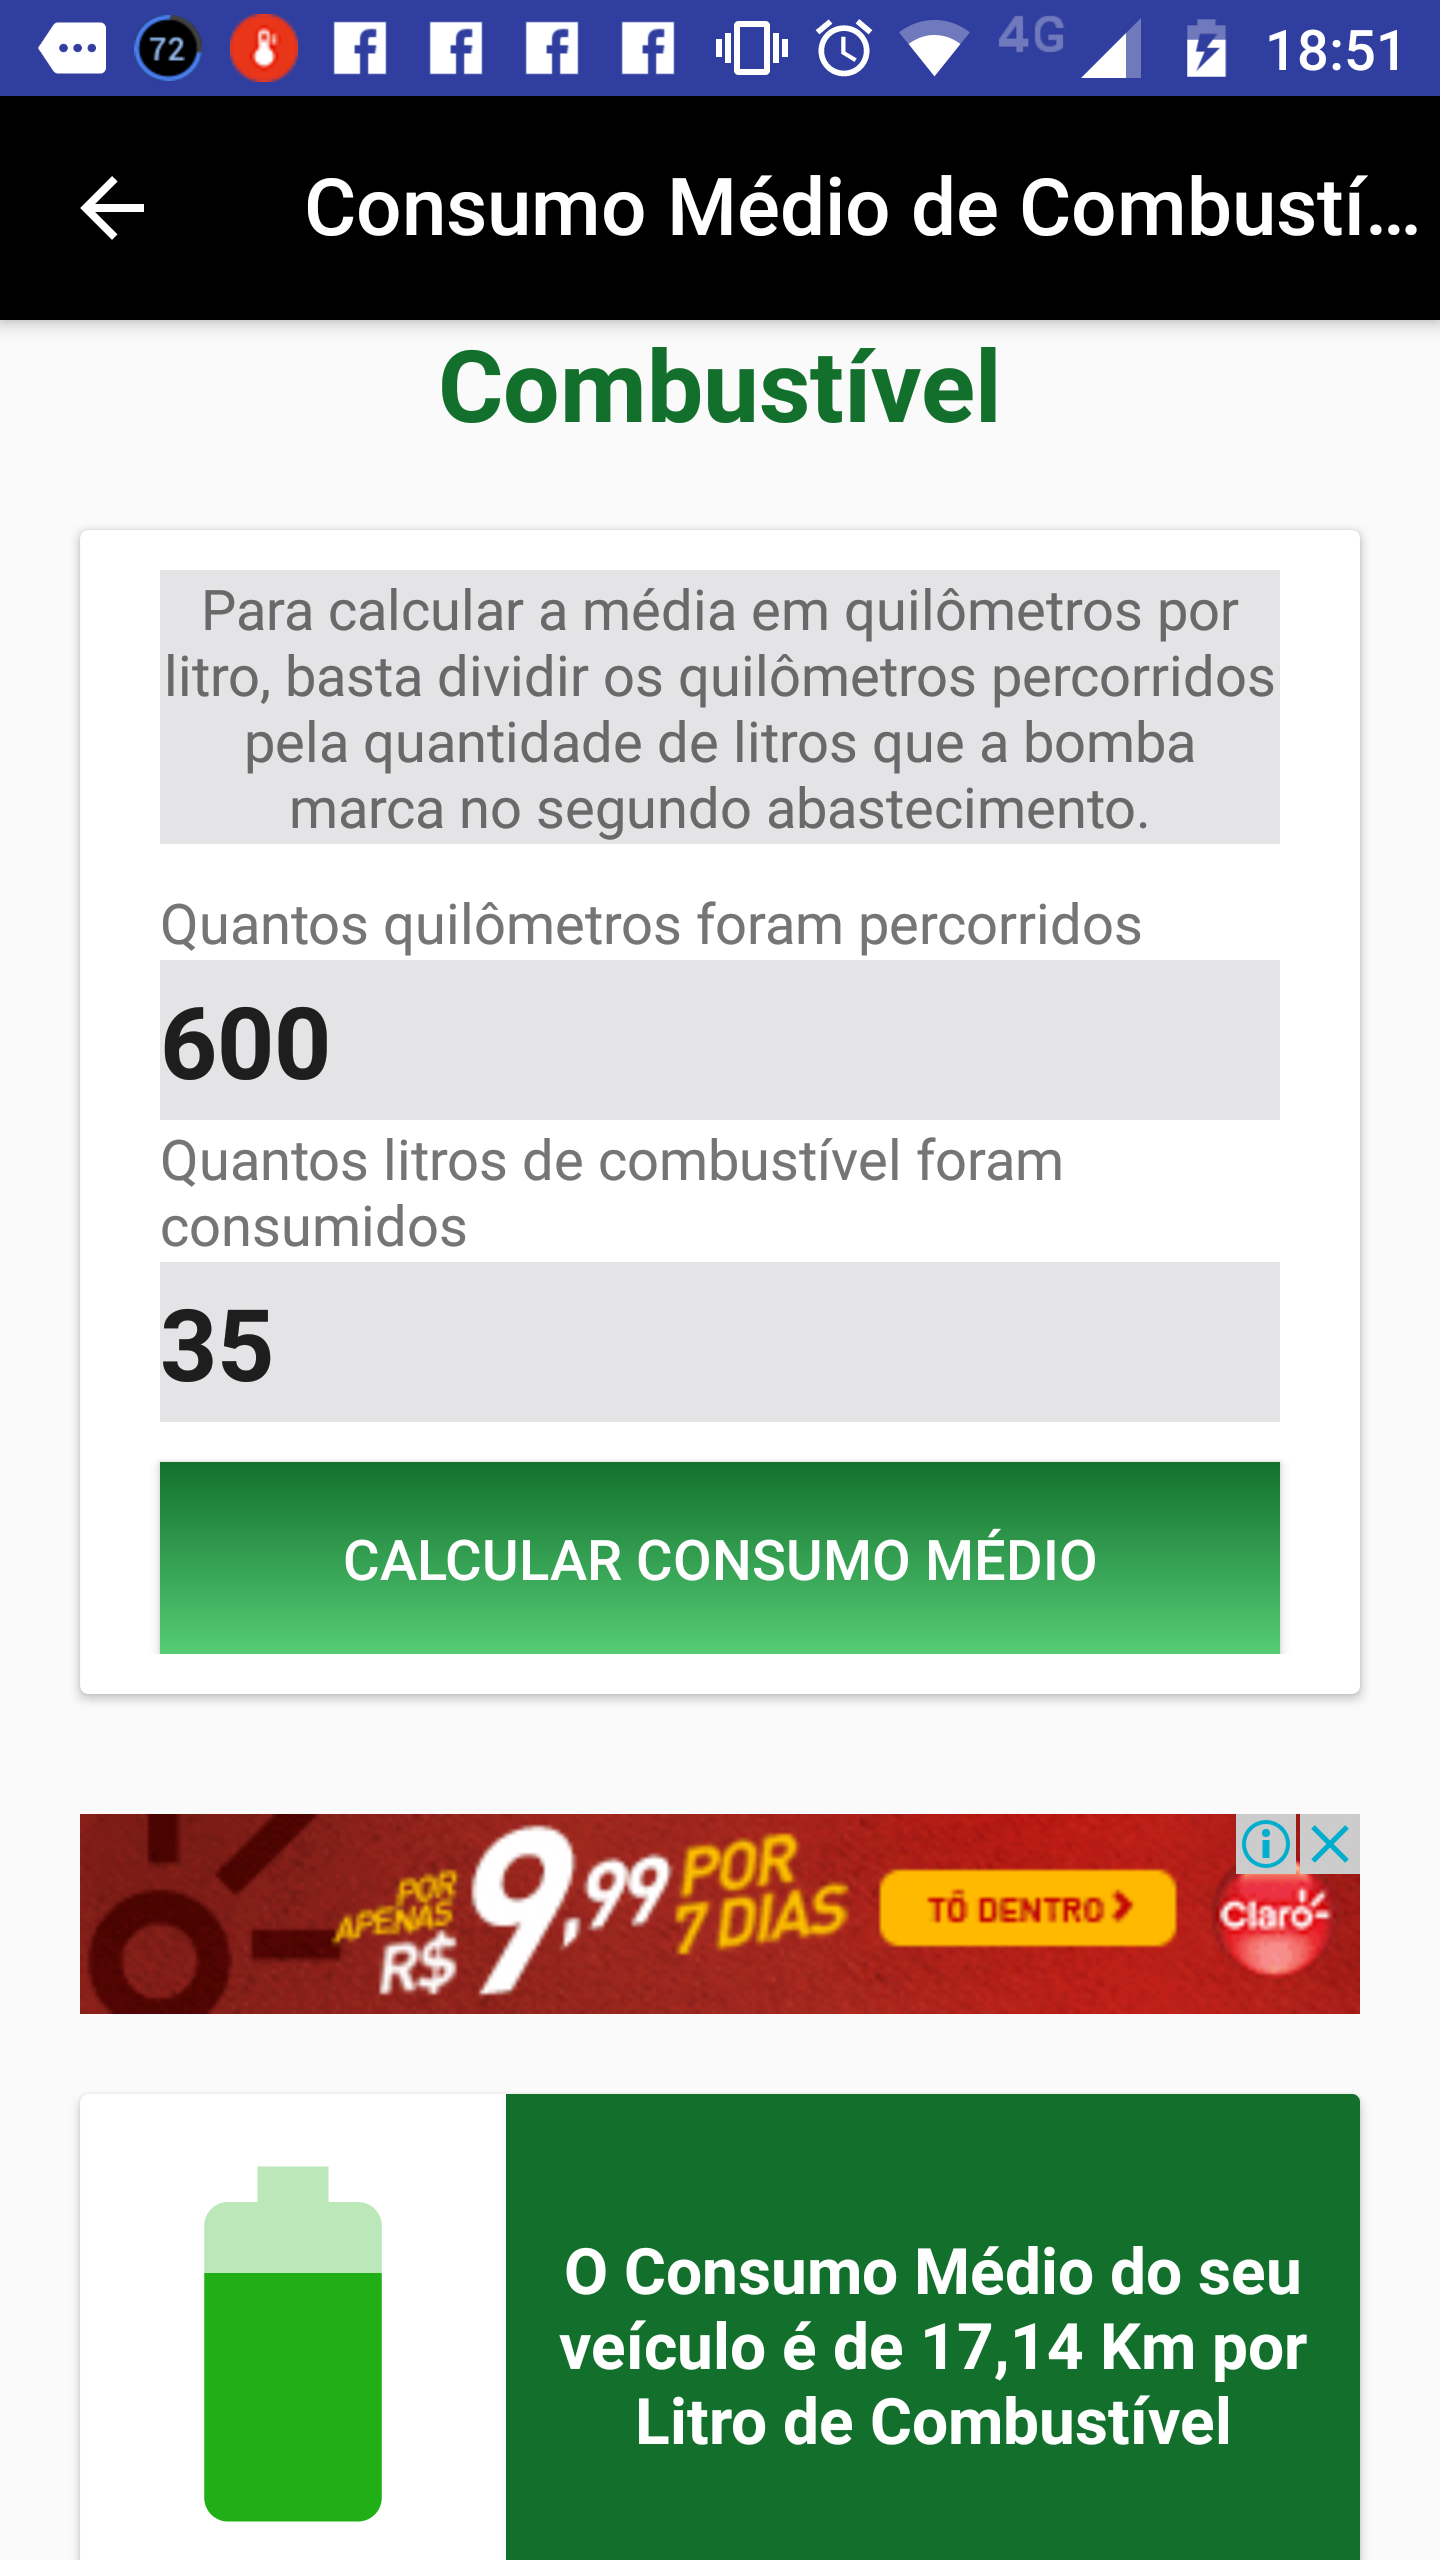 72
4G
18:51
Consumo Médio de Combustí...
Combustível
Para calcular a média em quilômetros por
litro, basta dividir os quilômetros percorridos
pela quantidade de litros que a bomba
marca no segundo abastecimento.
Quantos quilômetros foram percorridos
600
Quantos litros de combustível foram
consumidos
35
CALCULAR CONSUMO MÉDIO
POR
APENAS
R$ 9,99
POR
7 DIAS
TÔ DENTRO
Claro
O Consumo Médio do seu
veículo é de 17,14 Km por
Litro de Combustível